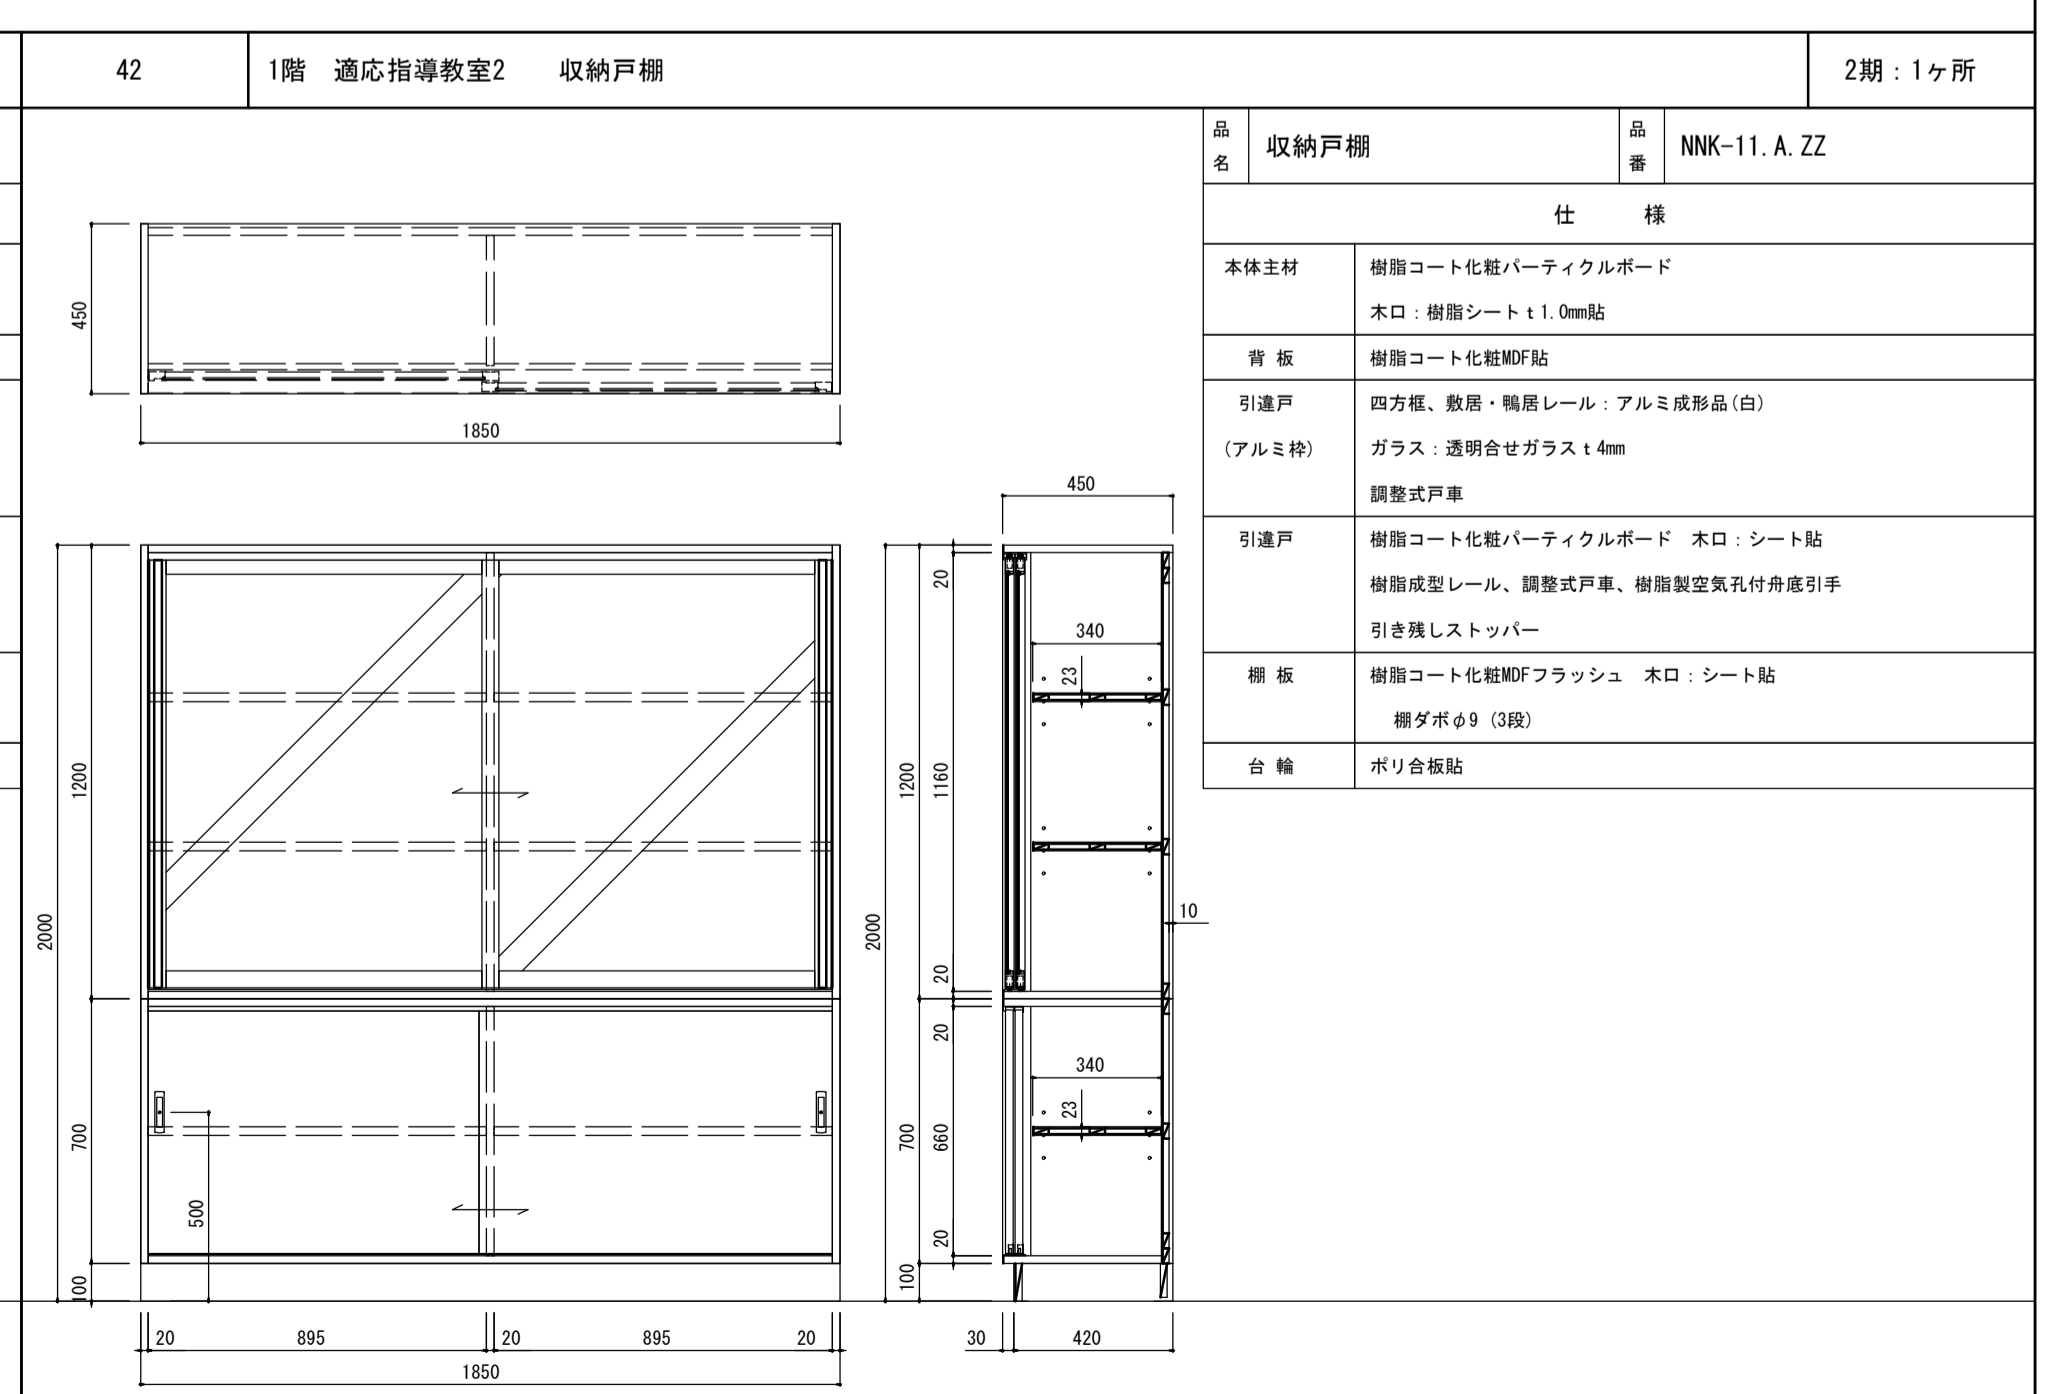 42
1階 適応指導教室2 収納戸棚
2期：1ヶ所
品名
収納戸棚
品番
NNK-11.A.ZZ
仕 様
本体主材
樹脂コート化粧パーティクルボード
木口：樹脂シートｔ1.0mm貼
背 板
樹脂コート化粧MDF貼
引違戸
(アルミ枠)
四方框、敷居・鴨居レール：アルミ成形品(白)
ガラス：透明合せガラスｔ4mm
調整式戸車
引違戸
樹脂コート化粧パーティクルボード 木口：シート貼
樹脂成型レール、調整式戸車、樹脂製空気孔付舟底引手
引き残しストッパー
棚 板
樹脂コート化粧MDFフラッシュ 木口：シート貼
棚ダボφ9 (3段)
台 輪
ポリ合板貼
450
1850
2000
1200
700
100
500
20
895
20
895
20
1850
450
2000
1200
700
100
20
1160
20
20
660
20
340
23
10
340
23
30
420